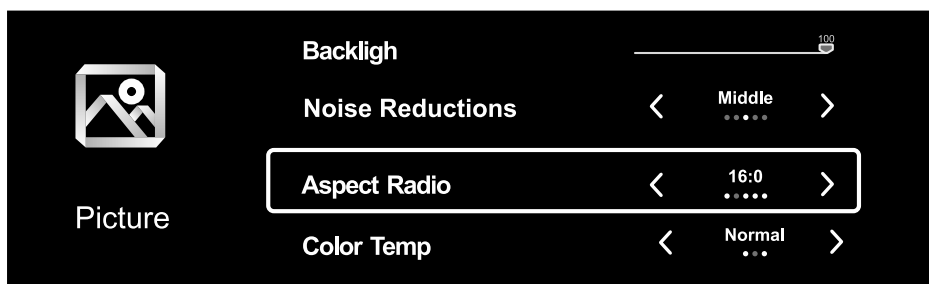 Backligh
100
Noise Reductions
Middle
Aspect Radio
16:0
Picture
Color Temp
Normal